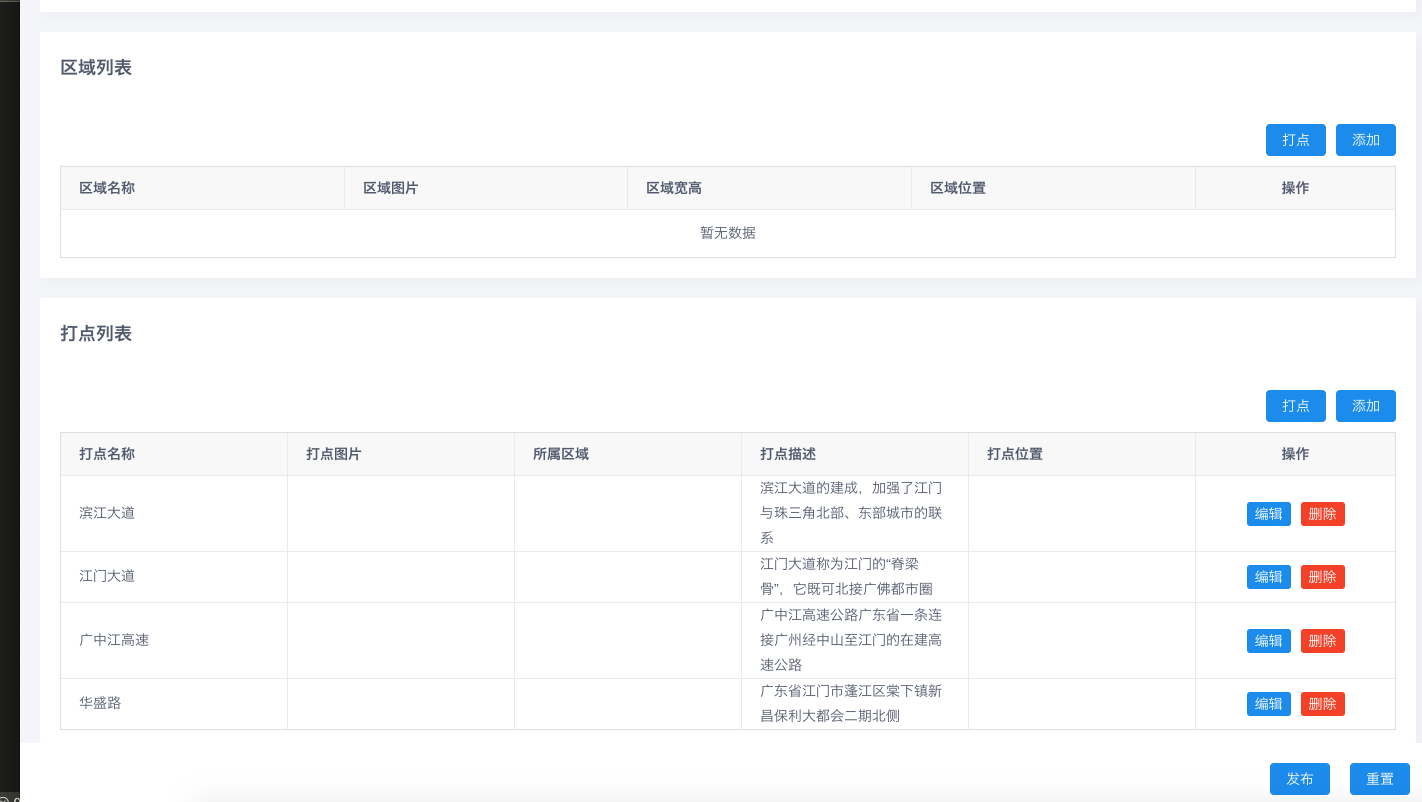 区域列表
打点 添加
区域名称 区域图片 区域宽高 区域位置 操作
暂无数据
打点列表
打点 添加
打点名称 打点图片 所属区域 打点描述 打点位置 操作
滨江大道
滨江大道的建成，加强了江门
与珠三角北部、东部城市的联
系
编辑 删除
江门大道
江门大道称为江门的“脊梁
骨”，它既可北接广佛都市圈
编辑 删除
广中江高速
广中江高速公路广东省一条连
接广州经中山至江门的在建高
速公路
编辑 删除
华盛路
广东省江门市蓬江区棠下镇新
昌保利大都会二期北侧
编辑 删除
发布 重置